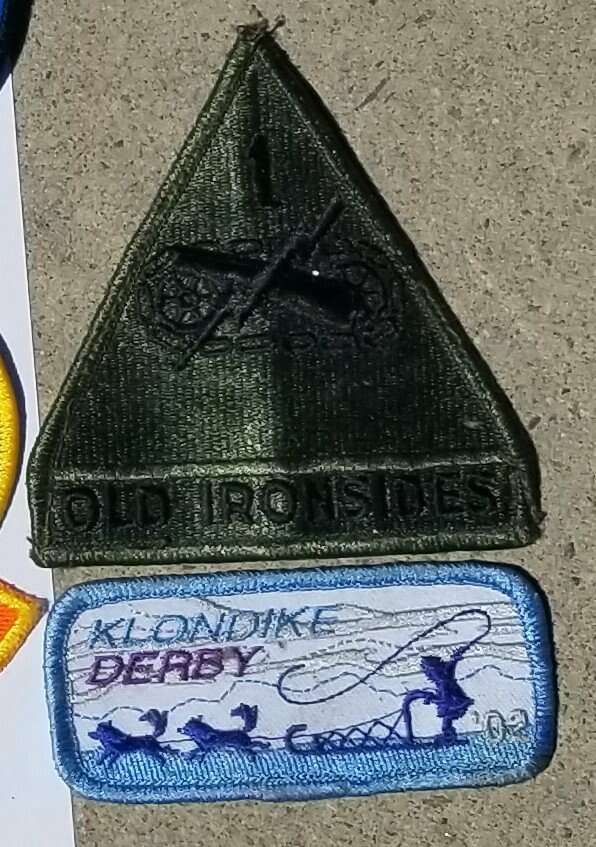 1
OLD IRONSIDES
KLONDIKE
DERBY
'02